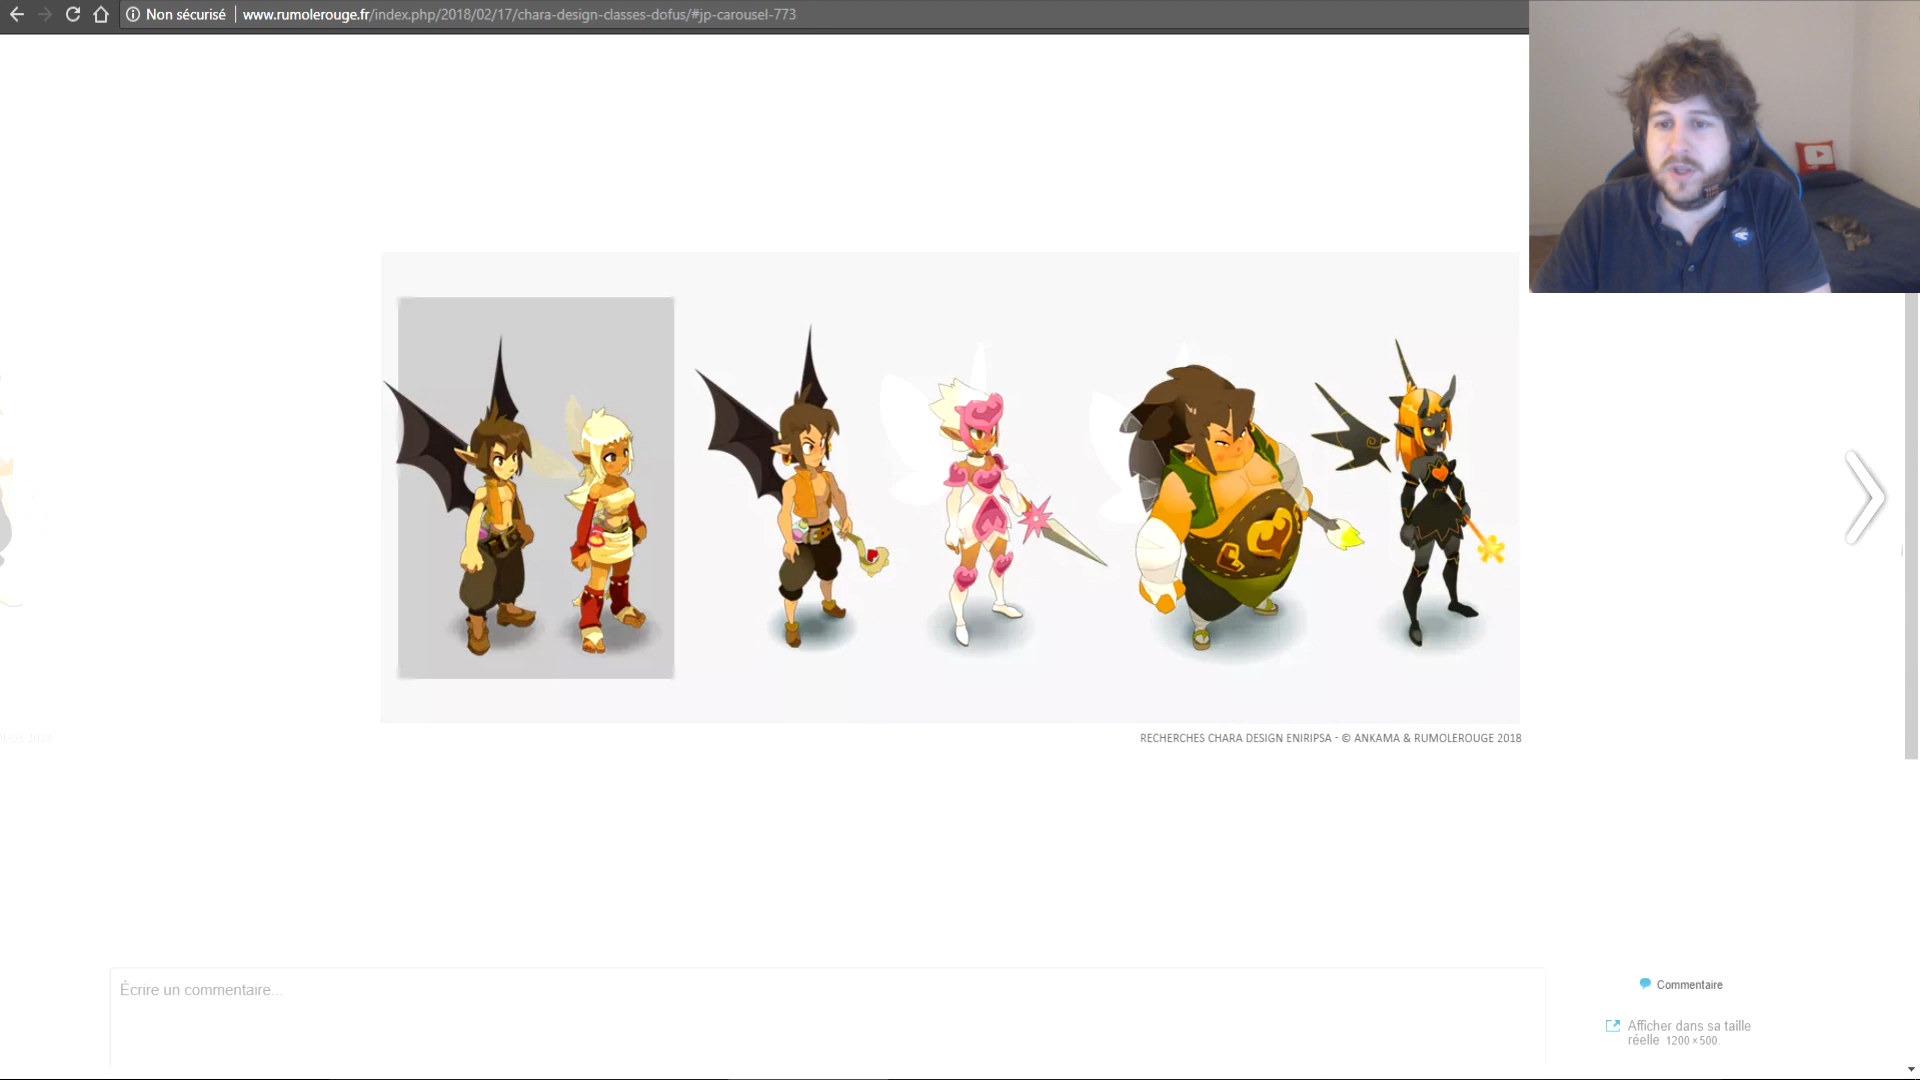 Non sécurisé
www.rumolerouge.fr/index.php/2018/02/17/chara-design-classes-dofus/#jp-carousel-773
RECHERCHES CHARA DESIGN ENIRIPSA - © ANKAMA & RUMOLEROUGE 2018
Écrire un commentaire...
Commentaire
Afficher dans sa taille
réelle 1200 × 500.